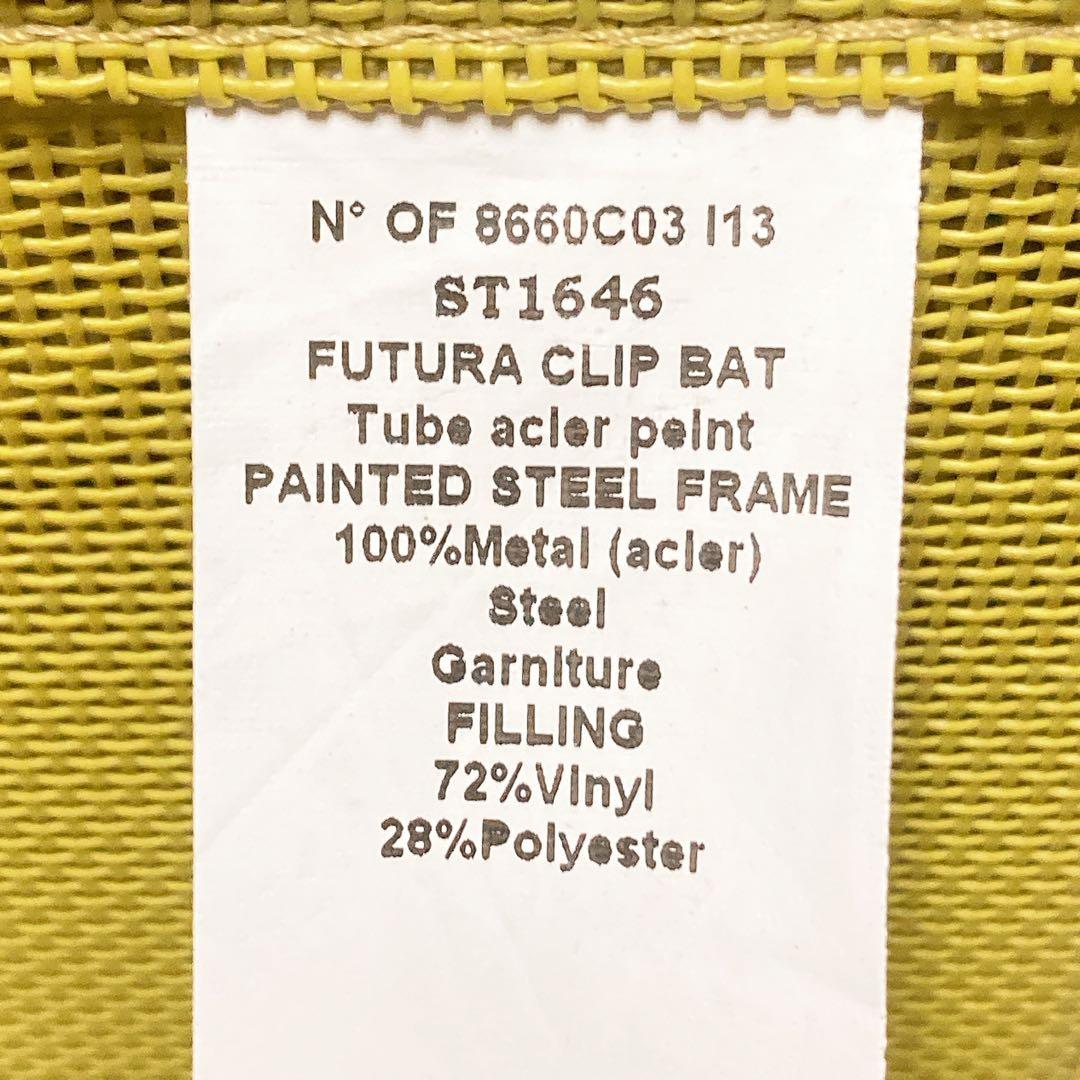 N° OF 8660C03 I13
ST1646
FUTURA CLIP BAT
Tube acier peint
PAINTED STEEL FRAME
100%Metal (acier)
Steel
Garniture
FILLING
72%Vinyl
28%Polyester